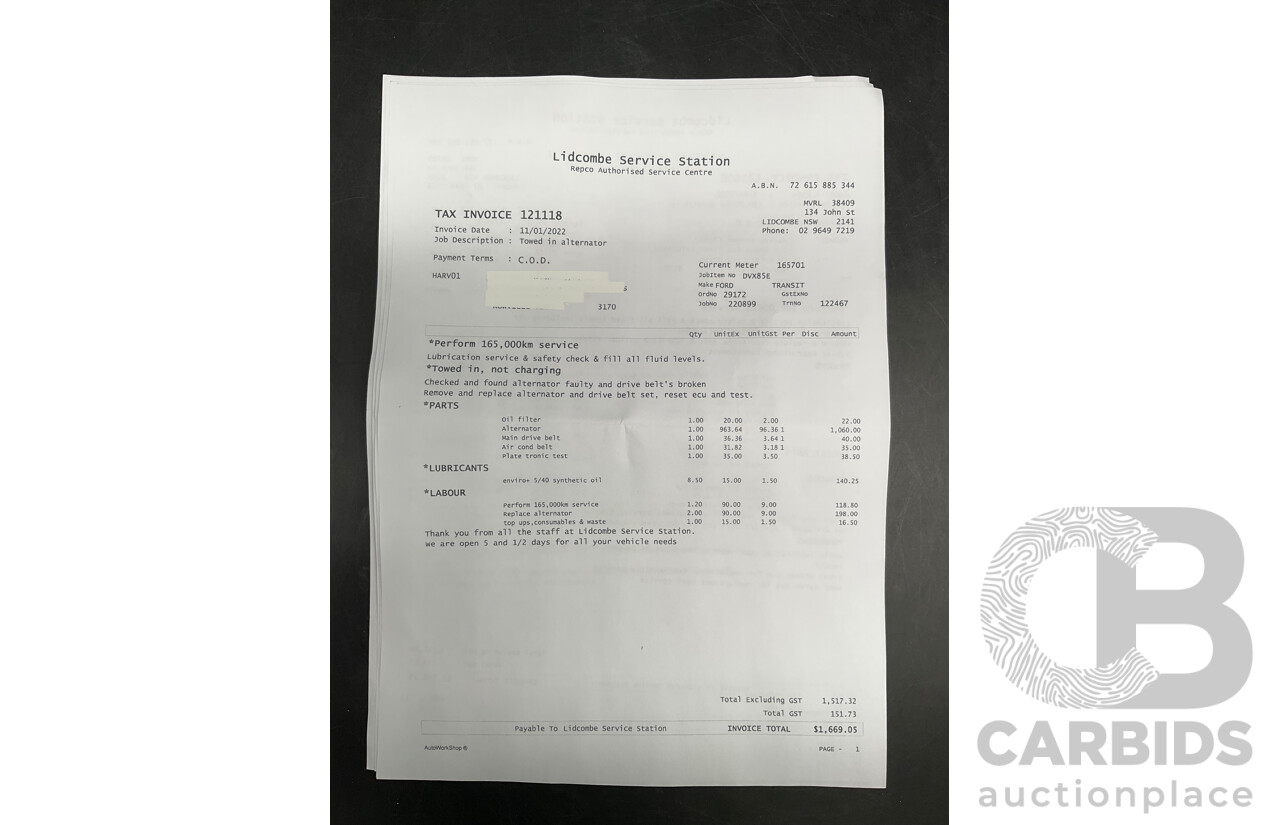 Lidcombe Service Station
Repco Authorised Service Centre
A.B.N. 72 615 885 344
MVRL 38409
134 John St
LIDCOMBE NSW 2141
Phone: 02 9649 7219
TAX INVOICE 121118
Invoice Date : 11/01/2022
Job Description : Towed in alternator
Payment Terms : C.O.D.
HARV01
3170
Current Meter 165701
JobItem No DVX85E
Make FORD TRANSIT
OrdNo 29172 GstExNo
JobNo 220899 TrnNo 122467
Qty UnitEx UnitGst Per Disc Amount
*Perform 165,000km service
Lubrication service & safety check & fill all fluid levels.
*Towed in, not charging
Checked and found alternator faulty and drive belt's broken
Remove and replace alternator and drive belt set, reset ecu and test.
*PARTS
Oil filter 1.00 20.00 2.00 22.00
Alternator 1.00 963.64 96.36 1 1,060.00
Main drive belt 1.00 36.36 3.64 1 40.00
Air cond belt 1.00 31.82 3.18 1 35.00
Plate tronic test 1.00 35.00 3.50 38.50
*LUBRICANTS
enviro+ 5/40 synthetic oil 8.50 15.00 1.50 140.25
*LABOUR
Perform 165,000km service 1.20 90.00 9.00 118.80
Replace alternator 2.00 90.00 9.00 198.00
top ups,consumables & waste 1.00 15.00 1.50 16.50
Thank you from all the staff at Lidcombe Service Station.
we are open 5 and 1/2 days for all your vehicle needs
Total Excluding GST 1,517.32
Total GST 151.73
Payable To Lidcombe Service Station INVOICE TOTAL $1,669.05
AutoWorkShop ® PAGE - 1
CB
CARBIDS
auctionplace